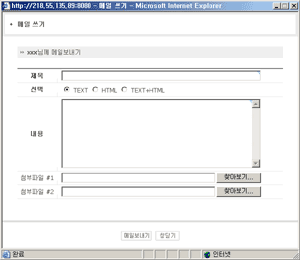 http://218,55,135,89:8080 - 메일 쓰기 - Microsoft Internet Explorer
메일 쓰기
xxx님께 메일보내기
제목
선택 TEXT HTML TEXT+HTML
내용
첨부파일 #1 찾아보기...
첨부파일 #2 찾아보기...
메일보내기 창닫기
완료 인터넷